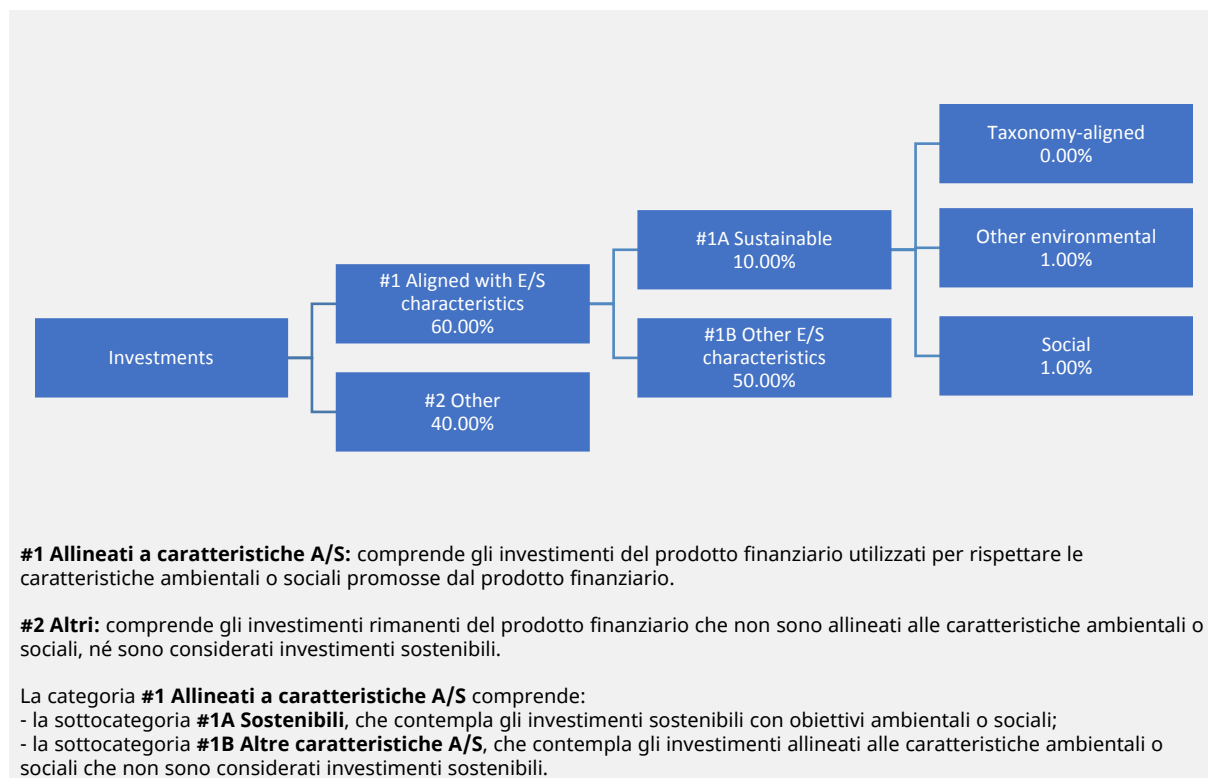 Investments
#1 Aligned with E/S
characteristics
60.00%
#2 Other
40.00%
#1A Sustainable
10.00%
#1B Other E/S
characteristics
50.00%
Taxonomy-aligned
0.00%
Other environmental
1.00%
Social
1.00%
#1 Allineati a caratteristiche A/S: comprende gli investimenti del prodotto finanziario utilizzati per rispettare le
caratteristiche ambientali o sociali promosse dal prodotto finanziario.
#2 Altri: comprende gli investimenti rimanenti del prodotto finanziario che non sono allineati alle caratteristiche ambientali o
sociali, né sono considerati investimenti sostenibili.
La categoria #1 Allineati a caratteristiche A/S comprende:
- la sottocategoria #1A Sostenibili, che contempla gli investimenti sostenibili con obiettivi ambientali o sociali;
- la sottocategoria #1B Altre caratteristiche A/S, che contempla gli investimenti allineati alle caratteristiche ambientali o
sociali che non sono considerati investimenti sostenibili.